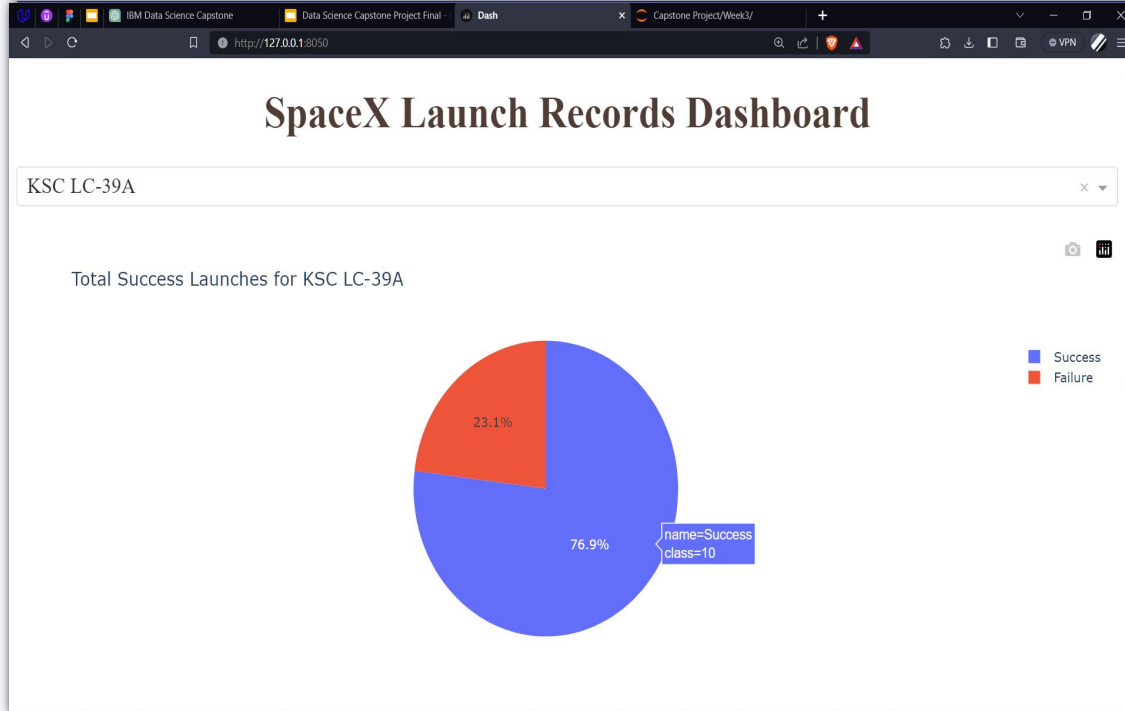 IBM Data Science Capstone
Data Science Capstone Project Final -
Dash
Capstone Project/Week3/
http://127.0.0.1:8050
VPN
SpaceX Launch Records Dashboard
KSC LC-39A
Total Success Launches for KSC LC-39A
Success
Failure
23.1%
76.9%
name=Success
class=10